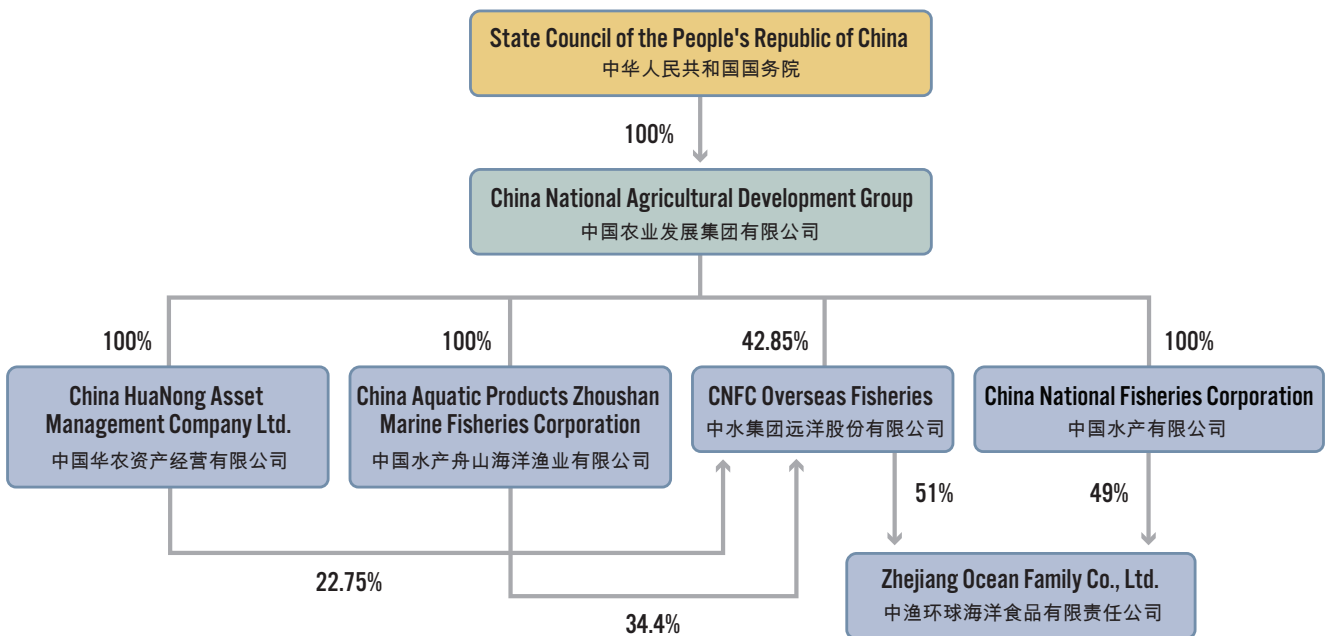 State Council of the People's Republic of China
中华人民共和国国务院
100%
China National Agricultural Development Group
中国农业发展集团有限公司
100%
100%
42.85%
100%
China HuaNong Asset
Management Company Ltd.
中国华农资产经营有限公司
China Aquatic Products Zhoushan
Marine Fisheries Corporation
中国水产舟山海洋渔业有限公司
CNFC Overseas Fisheries
中水集团远洋股份有限公司
China National Fisheries Corporation
中国水产有限公司
51%
49%
22.75%
34.4%
Zhejiang Ocean Family Co., Ltd.
中渔环球海洋食品有限责任公司